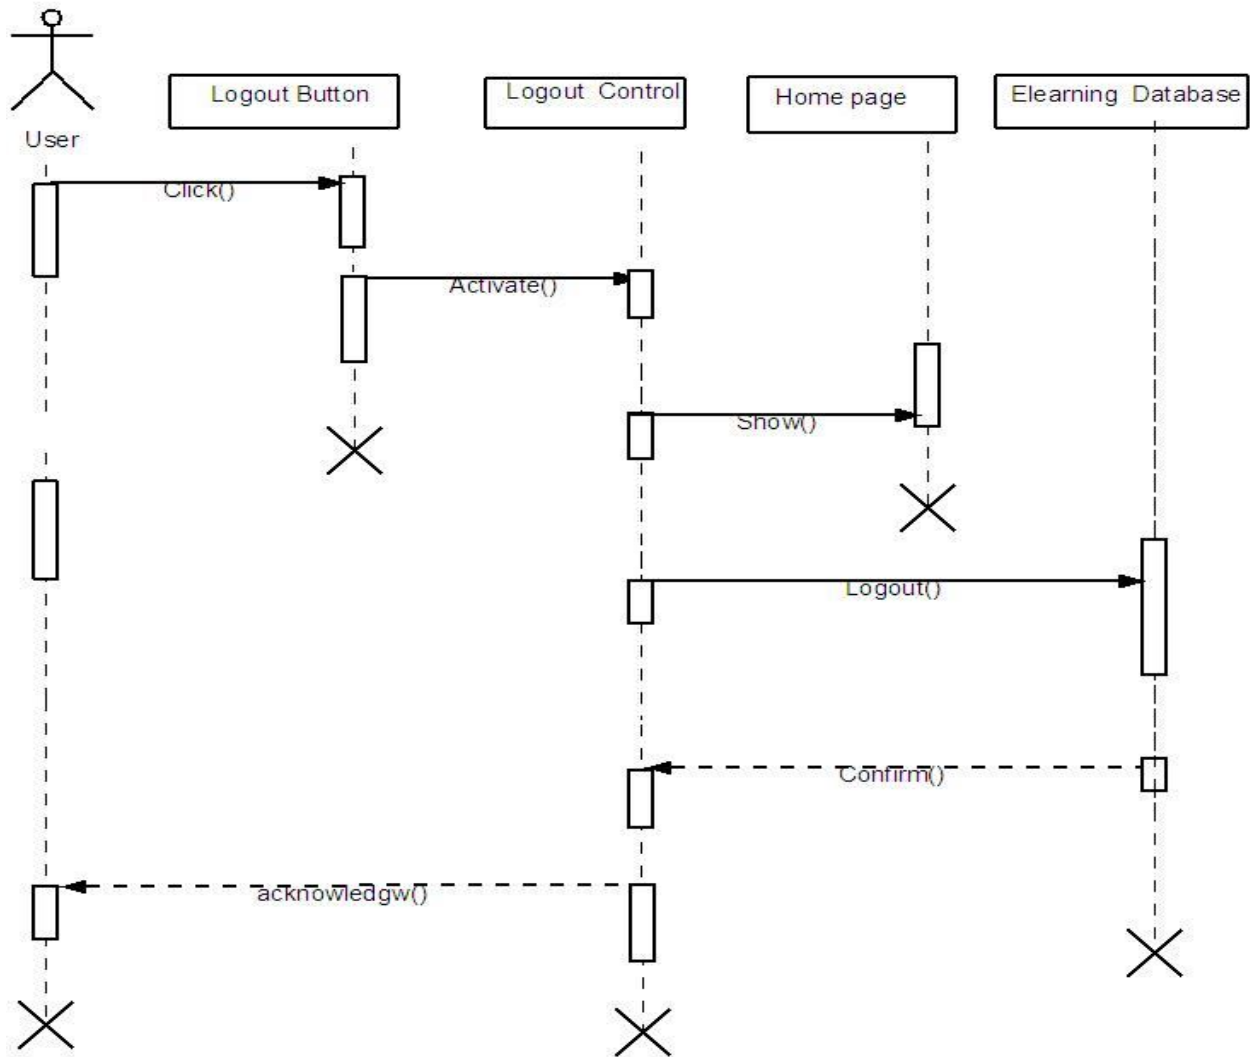 User
Logout Button
Logout Control
Home page
Elearning Database
Click()
Activate()
Show()
Logout()
Confirm()
acknowledgw()